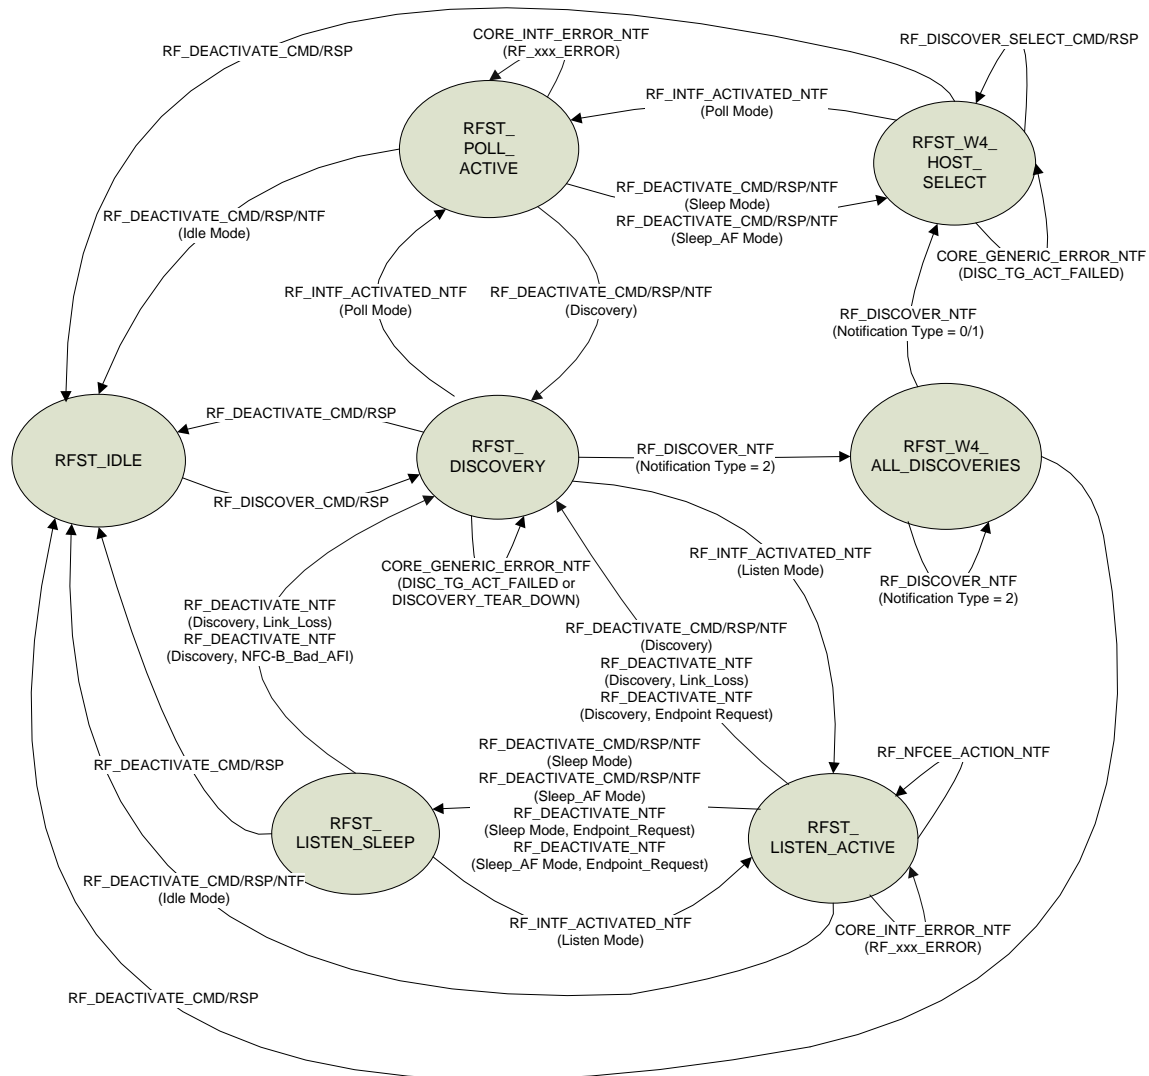 RF_DEACTIVATE_CMD/RSP
CORE_INTF_ERROR_NTF
(RF_xxx_ERROR)
RF_DISCOVER_SELECT_CMD/RSP
RF_INTF_ACTIVATED_NTF
(Poll Mode)
RFST_
POLL_
ACTIVE
RFST_W4_
HOST_
SELECT
RF_DEACTIVATE_CMD/RSP/NTF
(Sleep Mode)
RF_DEACTIVATE_CMD/RSP/NTF
(Sleep_AF Mode)
RF_DEACTIVATE_CMD/RSP/NTF
(Idle Mode)
CORE_GENERIC_ERROR_NTF
(DISC_TG_ACT_FAILED)
RF_INTF_ACTIVATED_NTF
(Poll Mode)
RF_DEACTIVATE_CMD/RSP/NTF
(Discovery)
RF_DISCOVER_NTF
(Notification Type = 0/1)
RF_DEACTIVATE_CMD/RSP
RFST_IDLE
RFST_
DISCOVERY
RF_DISCOVER_NTF
(Notification Type = 2)
RFST_W4_
ALL_DISCOVERIES
RF_DISCOVER_CMD/RSP
CORE_GENERIC_ERROR_NTF
(DISC_TG_ACT_FAILED or
DISCOVERY_TEAR_DOWN)
RF_INTF_ACTIVATED_NTF
(Listen Mode)
RF_DISCOVER_NTF
(Notification Type = 2)
RF_DEACTIVATE_NTF
(Discovery, Link_Loss)
RF_DEACTIVATE_NTF
(Discovery, NFC-B_Bad_AFI)
RF_DEACTIVATE_CMD/RSP/NTF
(Discovery)
RF_DEACTIVATE_NTF
(Discovery, Link_Loss)
RF_DEACTIVATE_NTF
(Discovery, Endpoint Request)
RF_DEACTIVATE_CMD/RSP
RF_DEACTIVATE_CMD/RSP/NTF
(Sleep Mode)
RF_DEACTIVATE_CMD/RSP/NTF
(Sleep_AF Mode)
RF_DEACTIVATE_NTF
(Sleep Mode, Endpoint_Request)
RF_DEACTIVATE_NTF
(Sleep_AF Mode, Endpoint_Request)
RF_NFCEE_ACTION_NTF
RFST_
LISTEN_SLEEP
RFST_
LISTEN_ACTIVE
RF_DEACTIVATE_CMD/RSP/NTF
(Idle Mode)
RF_INTF_ACTIVATED_NTF
(Listen Mode)
CORE_INTF_ERROR_NTF
(RF_xxx_ERROR)
RF_DEACTIVATE_CMD/RSP